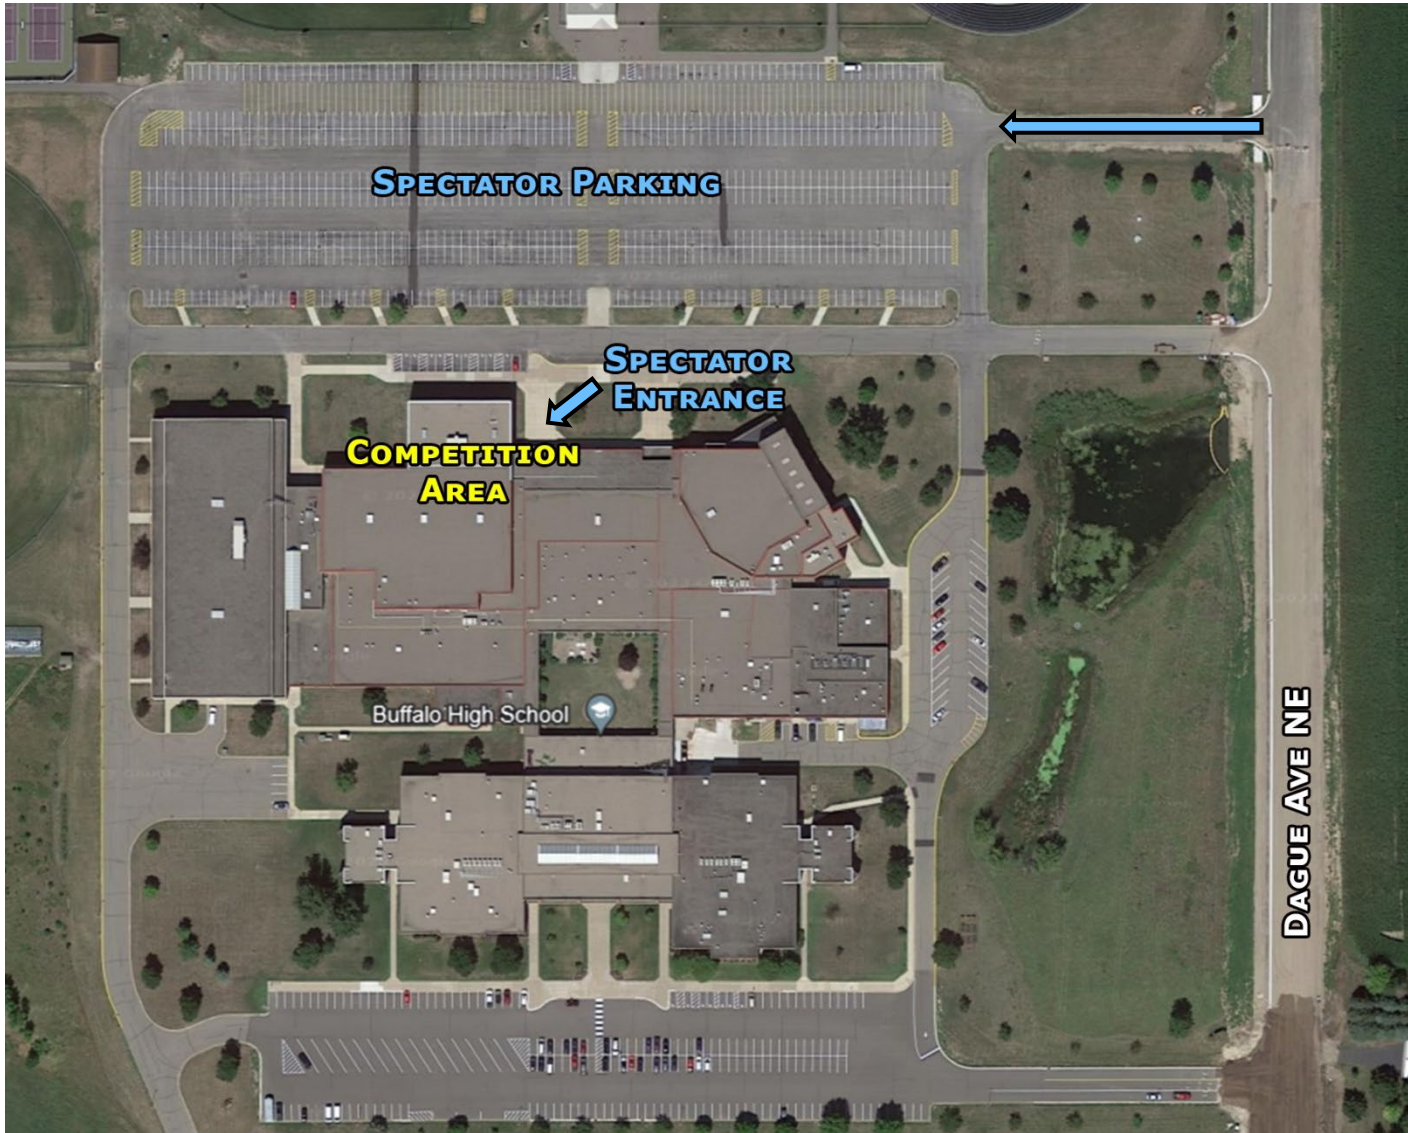 SPECTATOR PARKING
SPECTATOR
ENTRANCE
COMPETITION
AREA
Buffalo High School
DAGUE AVE NE